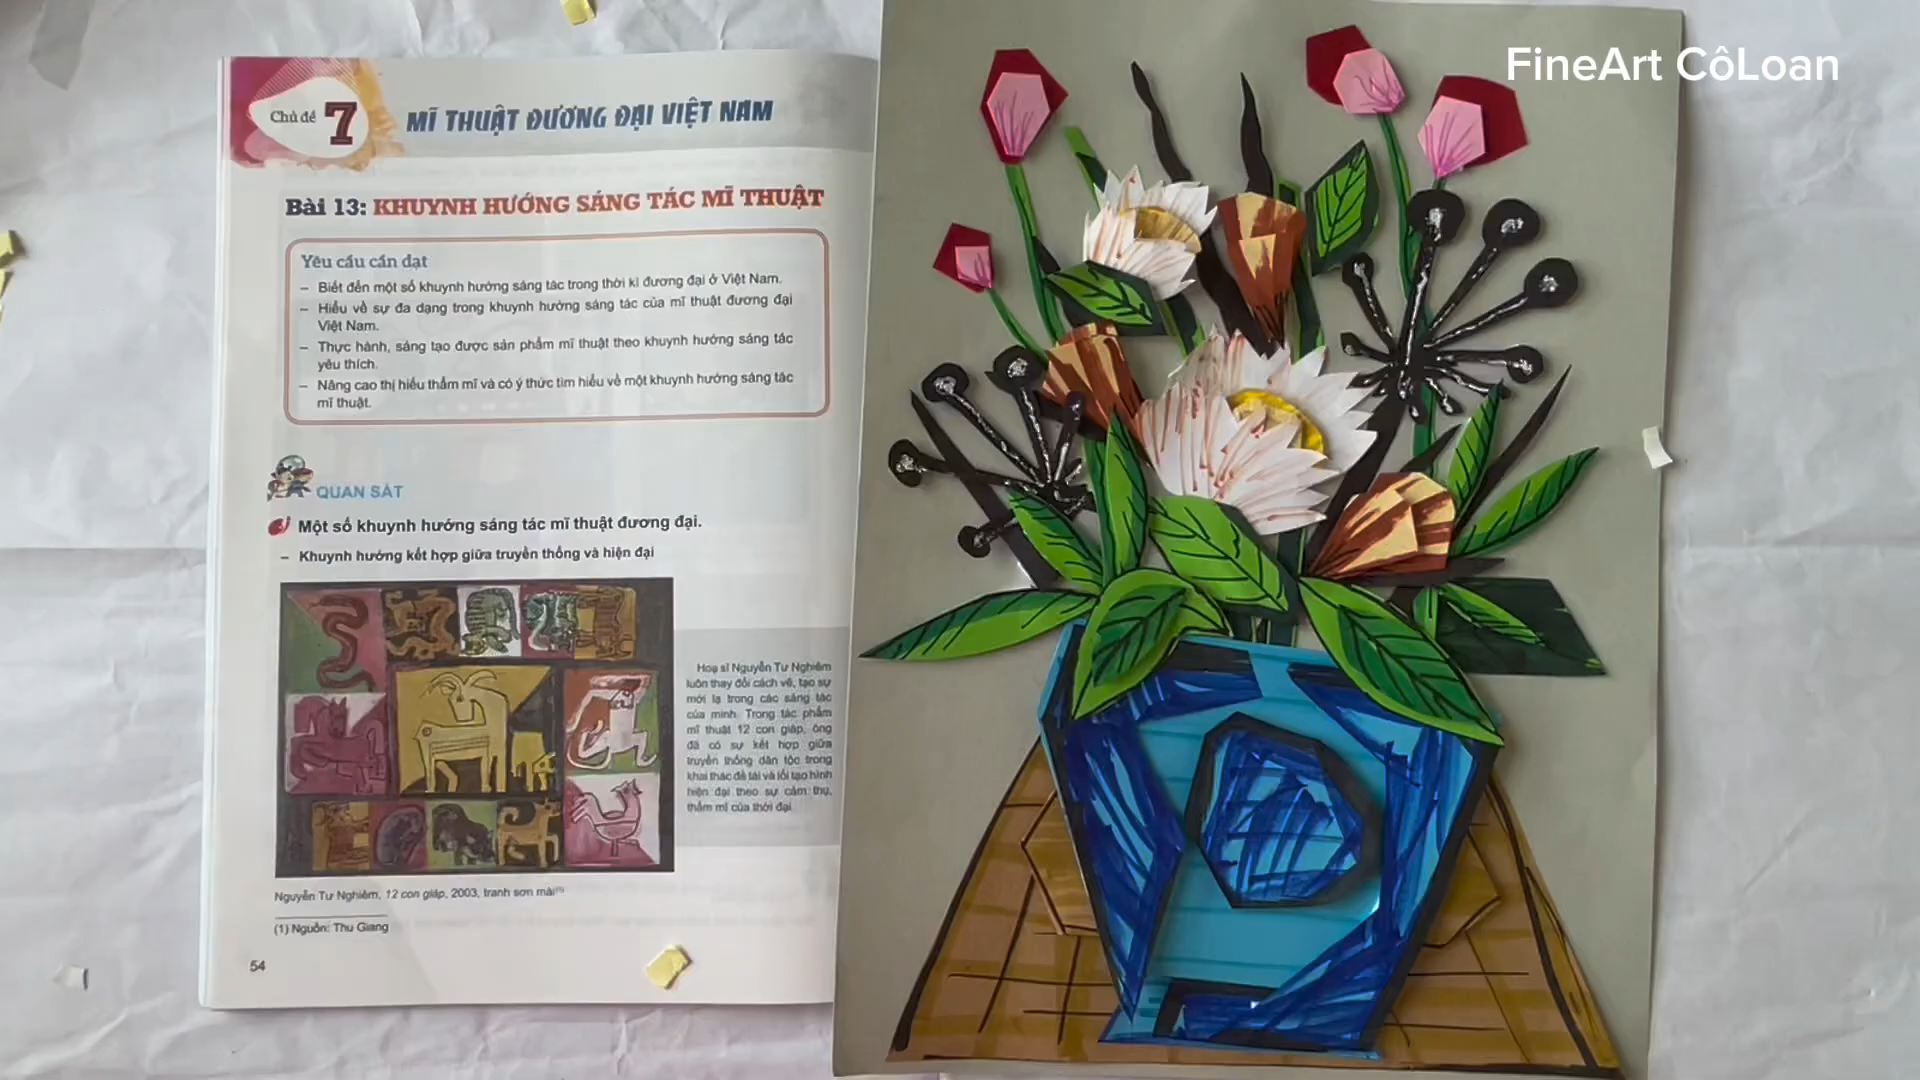 FineArt CôLoan
Chủ đề 7
MĨ THUẬT ĐƯƠNG ĐẠI VIỆT NAM
Bài 13: KHUYNH HƯỚNG SÁNG TÁC MĨ THUẬT
Yêu cầu cần đạt
– Biết đến một số khuynh hướng sáng tác trong thời kì đương đại ở Việt Nam.
– Hiểu về sự đa dạng trong khuynh hướng sáng tác của mĩ thuật đương đại
Việt Nam.
– Thực hành, sáng tạo được sản phẩm mĩ thuật theo khuynh hướng sáng tác
yêu thích.
– Nâng cao thị hiếu thẩm mĩ và có ý thức tìm hiểu về một khuynh hướng sáng tác
mĩ thuật.
QUAN SÁT
Một số khuynh hướng sáng tác mĩ thuật đương đại.
– Khuynh hướng kết hợp giữa truyền thống và hiện đại
Hoạ sĩ Nguyễn Tư Nghiêm
luôn thay đổi cách vẽ, tạo sự
mới lạ trong các sáng tác
của mình. Trong tác phẩm
mĩ thuật 12 con giáp, ông
đã có sự kết hợp giữa
truyền thống dân tộc trong
khai thác đề tài và lối tạo hình
hiện đại theo sự cảm thụ,
thẩm mĩ của thời đại.
Nguyễn Tư Nghiêm, 12 con giáp, 2003, tranh sơn mài(1)
(1) Nguồn: Thu Giang
54